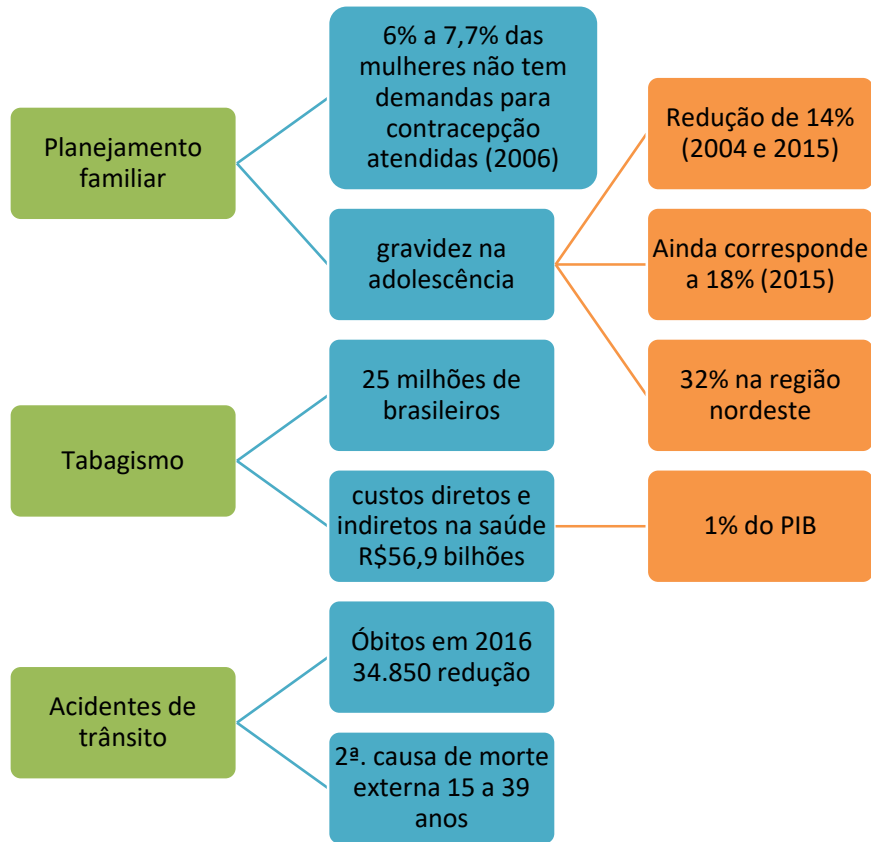 Planejamento
familiar
6% a 7,7% das
mulheres não tem
demandas para
contracepção
atendidas (2006)
gravidez na
adolescência
Redução de 14%
(2004 e 2015)
Ainda corresponde
a 18% (2015)
32% na região
nordeste
Tabagismo
25 milhões de
brasileiros
custos diretos e
indiretos na saúde
R$56,9 bilhões
1% do PIB
Acidentes de
trânsito
Óbitos em 2016
34.850 redução
2ª. causa de morte
externa 15 a 39
anos